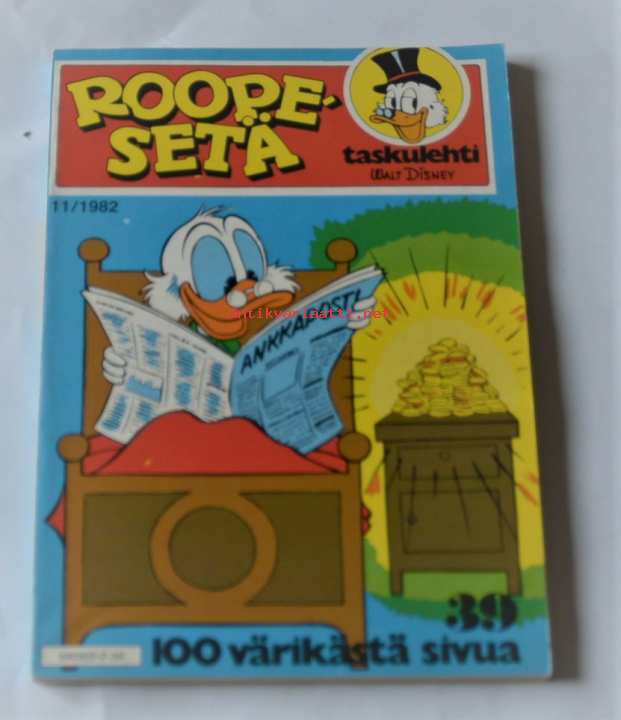 ROOPE-
SETÄ
taskulehti
WALT DISNEY
11/1982
ANKKAPOSTI
antikvariaatti.net
39
100 värikästä sivua